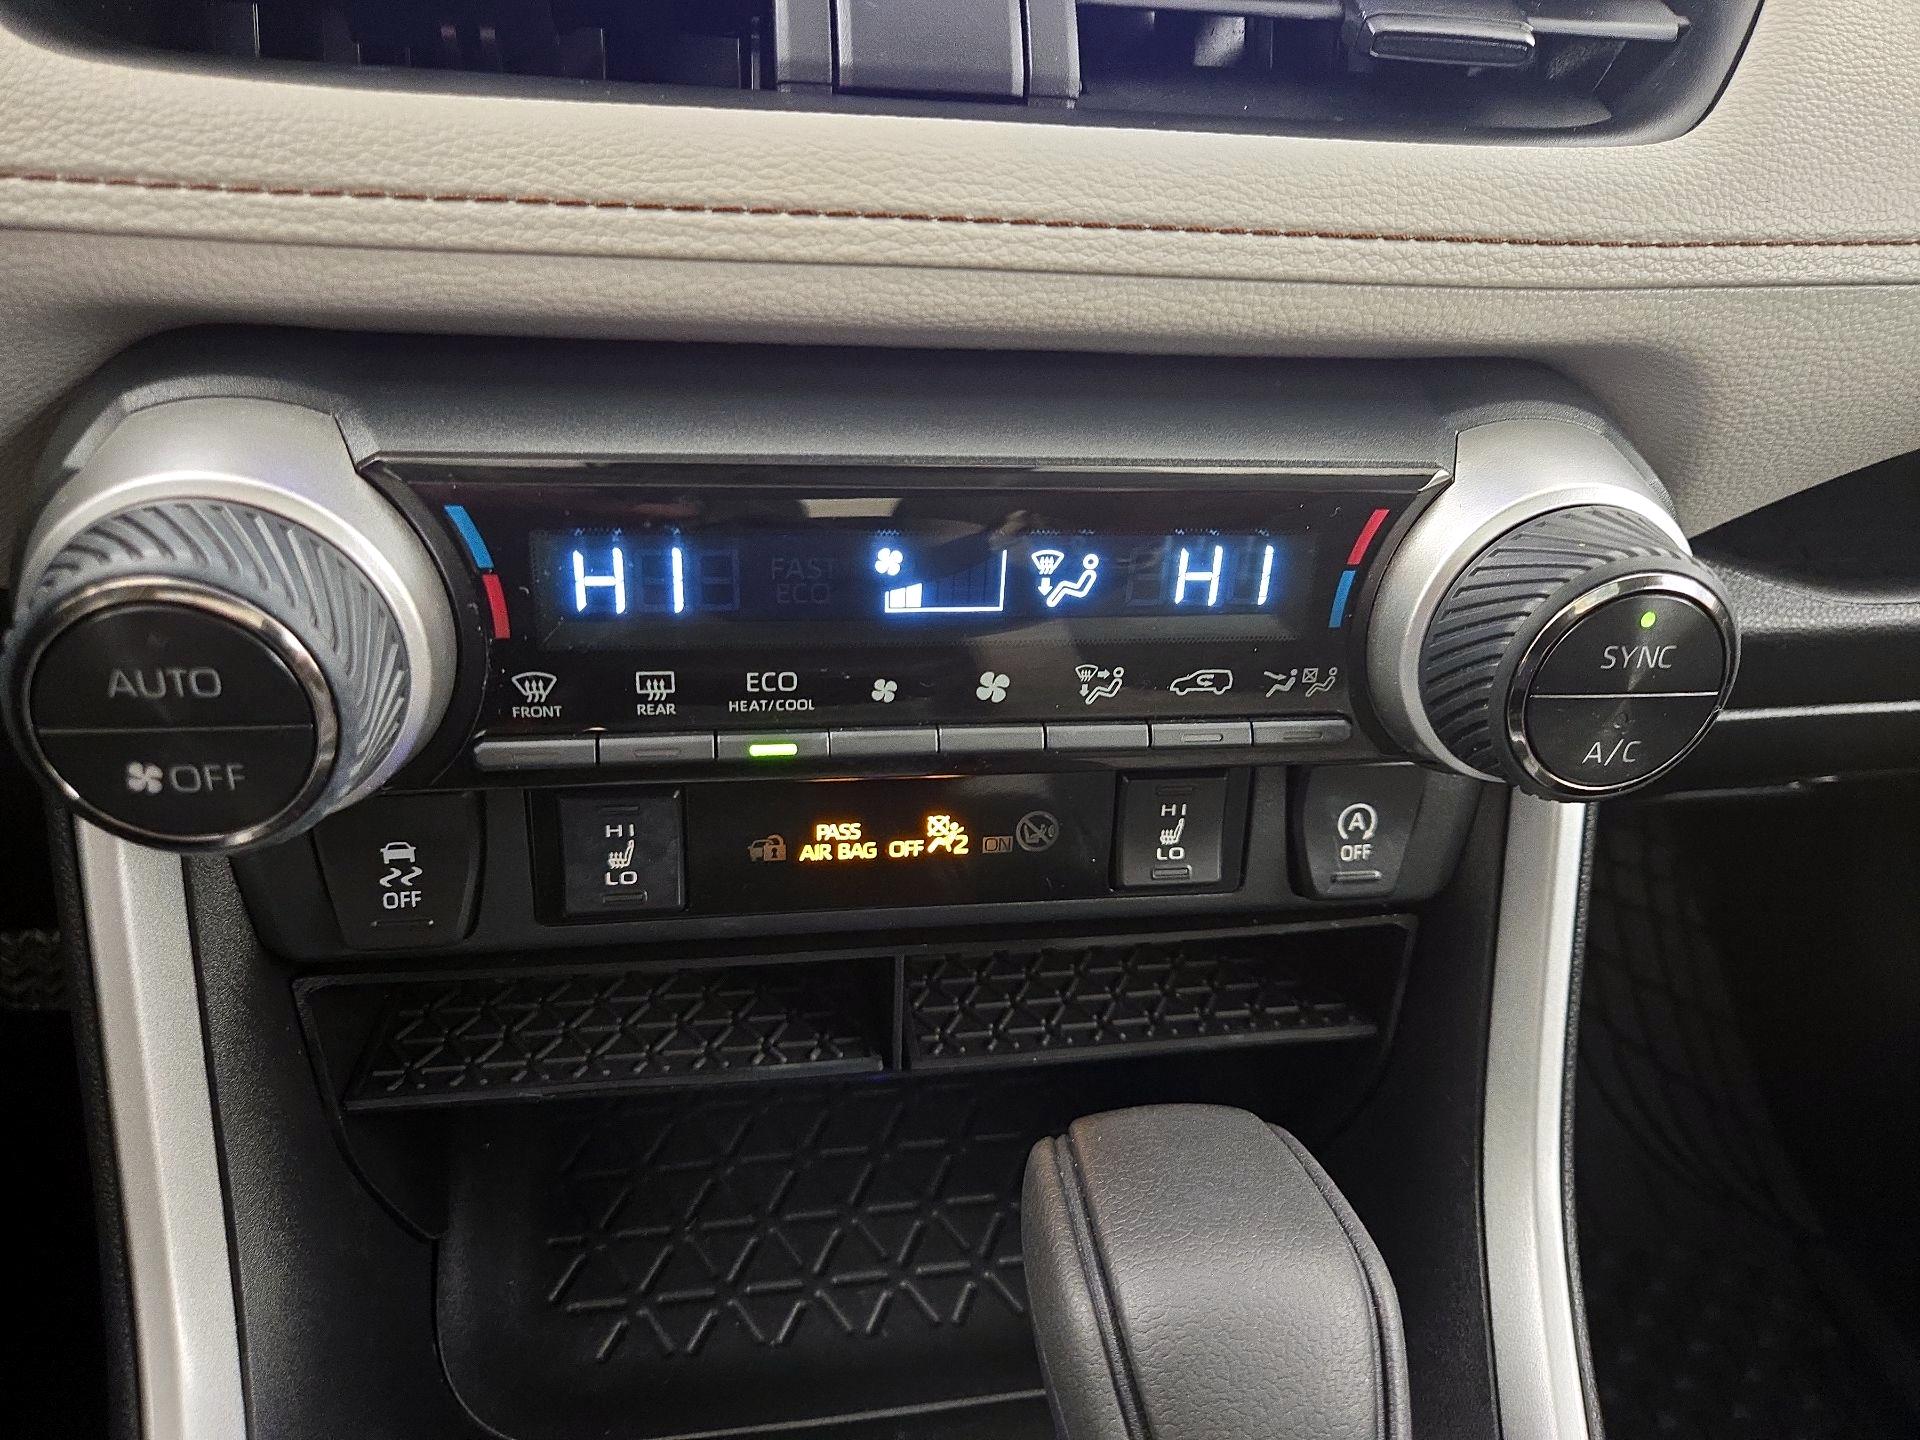 HI
FAST
ECO
HI
AUTO
OFF
FRONT
REAR
ECO
HEAT/COOL
SYNC
A/C
OFF
HI
LO
PASS
AIR BAG OFF
2
ON
HI
LO
A
OFF